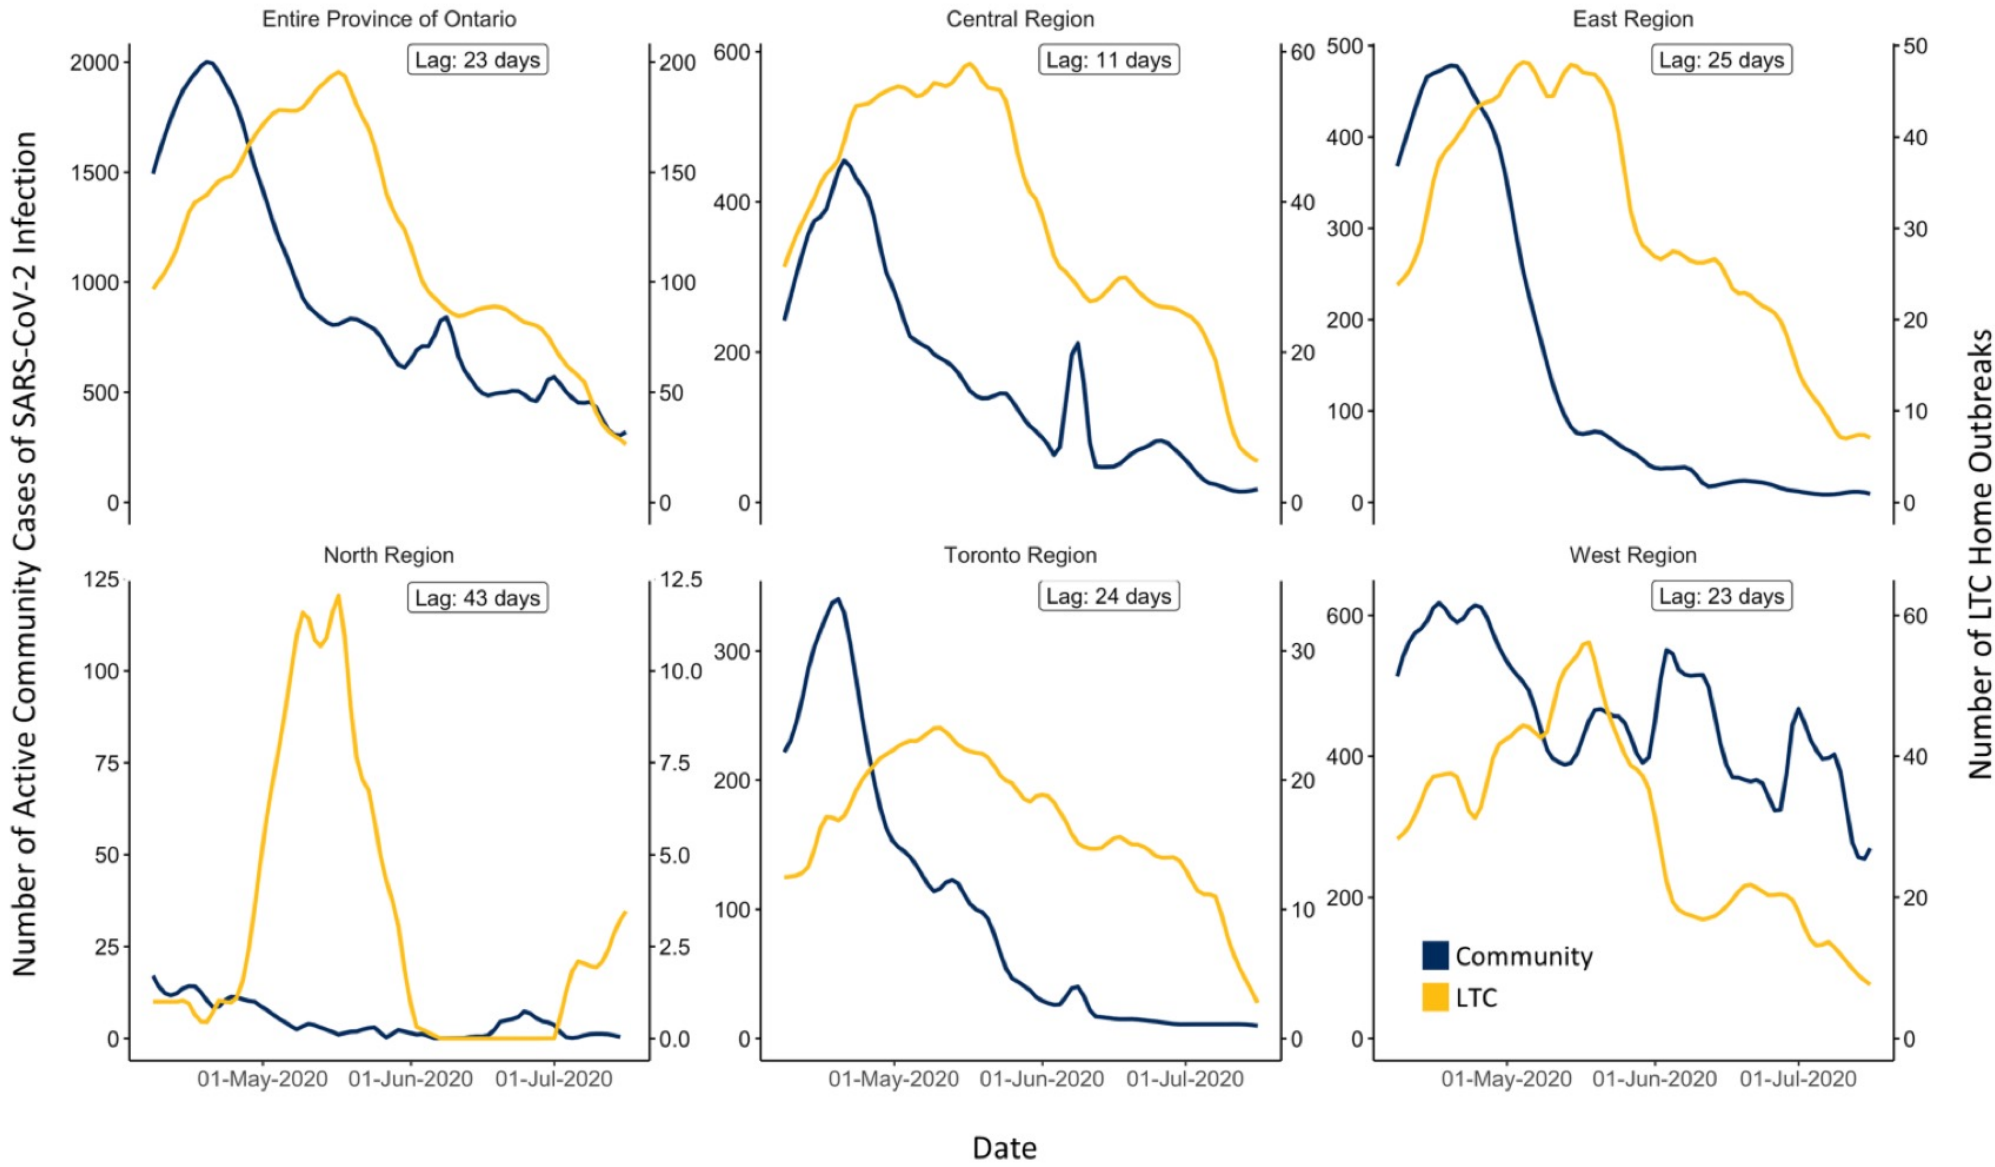 Entire Province of Ontario
Central Region
East Region
Number of Active Community Cases of SARS-CoV-2 Infection
Lag: 23 days
2000
1500
1000
500
0
200
150
100
50
0
Lag: 11 days
600
400
200
0
60
40
20
0
Lag: 25 days
500
400
300
200
100
0
50
40
30
20
10
0
Number of LTC Home Outbreaks
North Region
Toronto Region
West Region
Lag: 43 days
125
100
75
50
25
0
12.5
10.0
7.5
5.0
2.5
0.0
01-May-2020 01-Jun-2020 01-Jul-2020
Lag: 24 days
300
200
100
0
30
20
10
0
01-May-2020 01-Jun-2020 01-Jul-2020
Lag: 23 days
600
400
200
0
60
40
20
0
Community
LTC
01-May-2020 01-Jun-2020 01-Jul-2020
Date